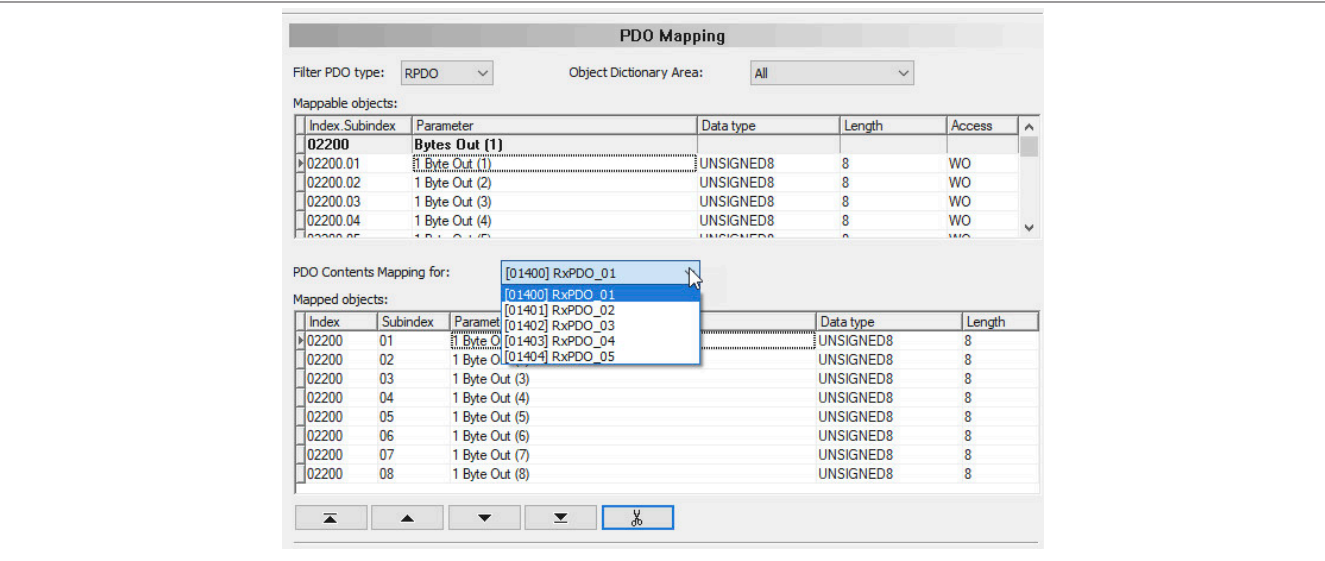 PDO Mapping
Filter PDO type: RPDO Object Dictionary Area: All
Mappable objects:
Index.Subindex Parameter Data type Length Access
02200 Bytes Out (1)
02200.01 1 Byte Out (1) UNSIGNED8 8 WO
02200.02 1 Byte Out (2) UNSIGNED8 8 WO
02200.03 1 Byte Out (3) UNSIGNED8 8 WO
02200.04 1 Byte Out (4) UNSIGNED8 8 WO
PDO Contents Mapping for: [01400] RxPDO_01
[01400] RxPDO_01
Mapped objects:
[01401] RxPDO_02
Index Subindex [01402] RxPDO_03 Data type Length
[01403] RxPDO_04
02200 01 1 Byte UNSIGNED8 8
[01404] RxPDO_05
02200 02 1 Byte UNSIGNED8 8
02200 03 1 Byte Out (3) UNSIGNED8 8
02200 04 1 Byte Out (4) UNSIGNED8 8
02200 05 1 Byte Out (5) UNSIGNED8 8
02200 06 1 Byte Out (6) UNSIGNED8 8
02200 07 1 Byte Out (7) UNSIGNED8 8
02200 08 1 Byte Out (8) UNSIGNED8 8